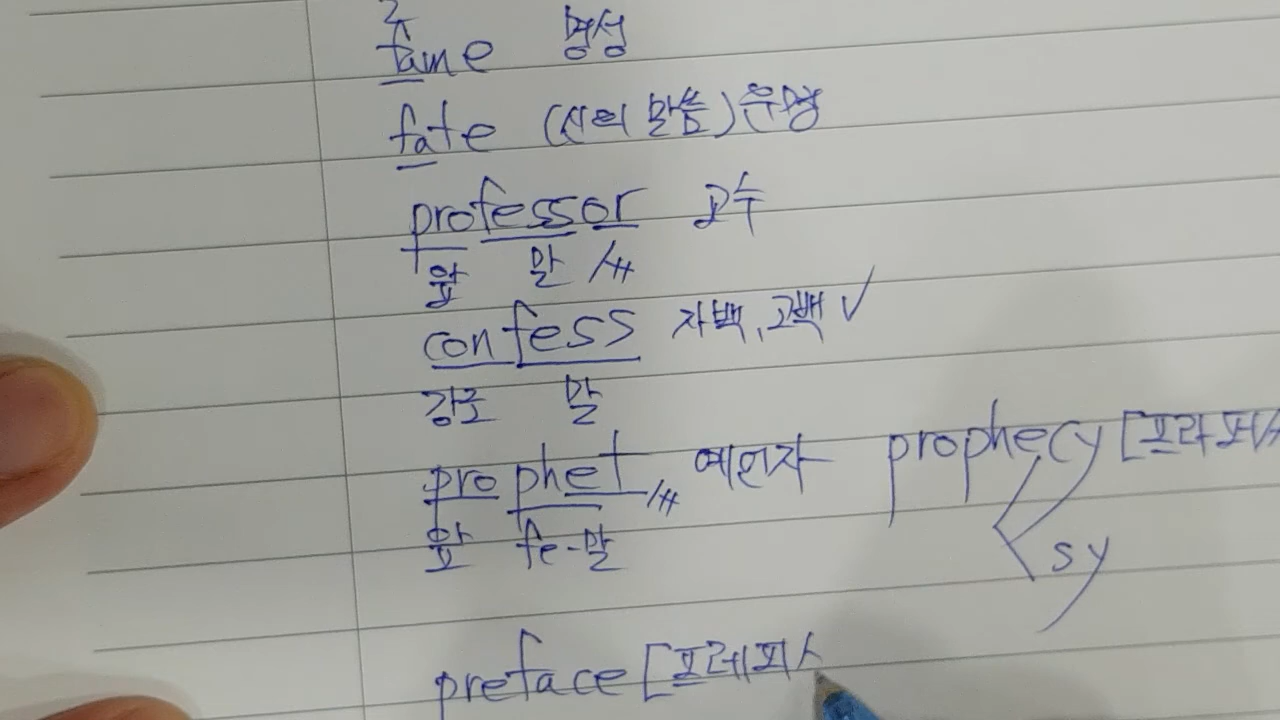 fame 명성
fate (신의 말씀) 운명
professor 교수
앞 말 사
confess 자백, 고백 ✓
강조 말
prophet 사 예언자 prophecy [프라퍼시
앞 fe-말 sy
preface [프레피스